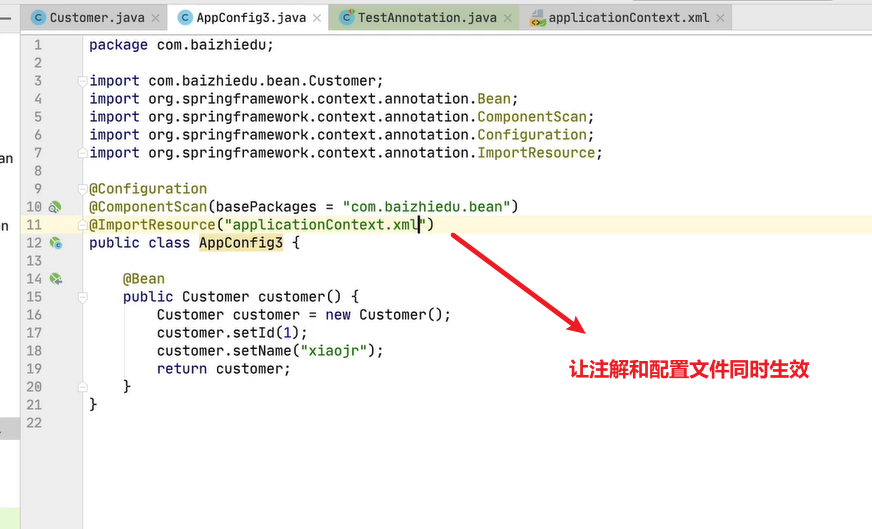 Customer.java
AppConfig3.java
TestAnnotation.java
applicationContext.xml
1 package com.baizhiedu;
2
3 import com.baizhiedu.bean.Customer;
4 import org.springframework.context.annotation.Bean;
5 import org.springframework.context.annotation.ComponentScan;
6 import org.springframework.context.annotation.Configuration;
7 import org.springframework.context.annotation.ImportResource;
8
9 @Configuration
10 @ComponentScan(basePackages = "com.baizhiedu.bean")
11 @ImportResource("applicationContext.xml")
12 public class AppConfig3 {
13
14 @Bean
15 public Customer customer() {
16 Customer customer = new Customer();
17 customer.setId(1);
18 customer.setName("xiaojr");
19 return customer;
20 }
21 }
22
让注解和配置文件同时生效
an
n